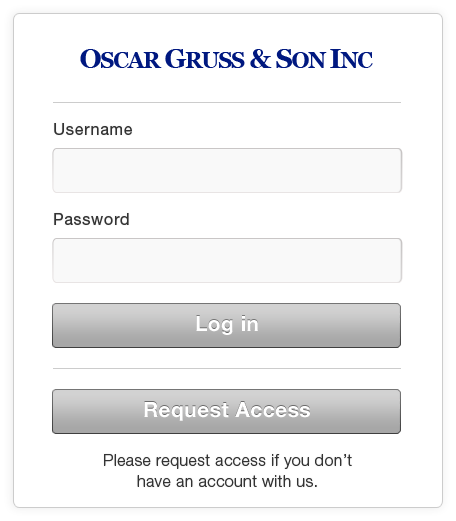 OSCAR GRUSS & SON INC
Username
Password
Log in
Request Access
Please request access if you don’t
have an account with us.